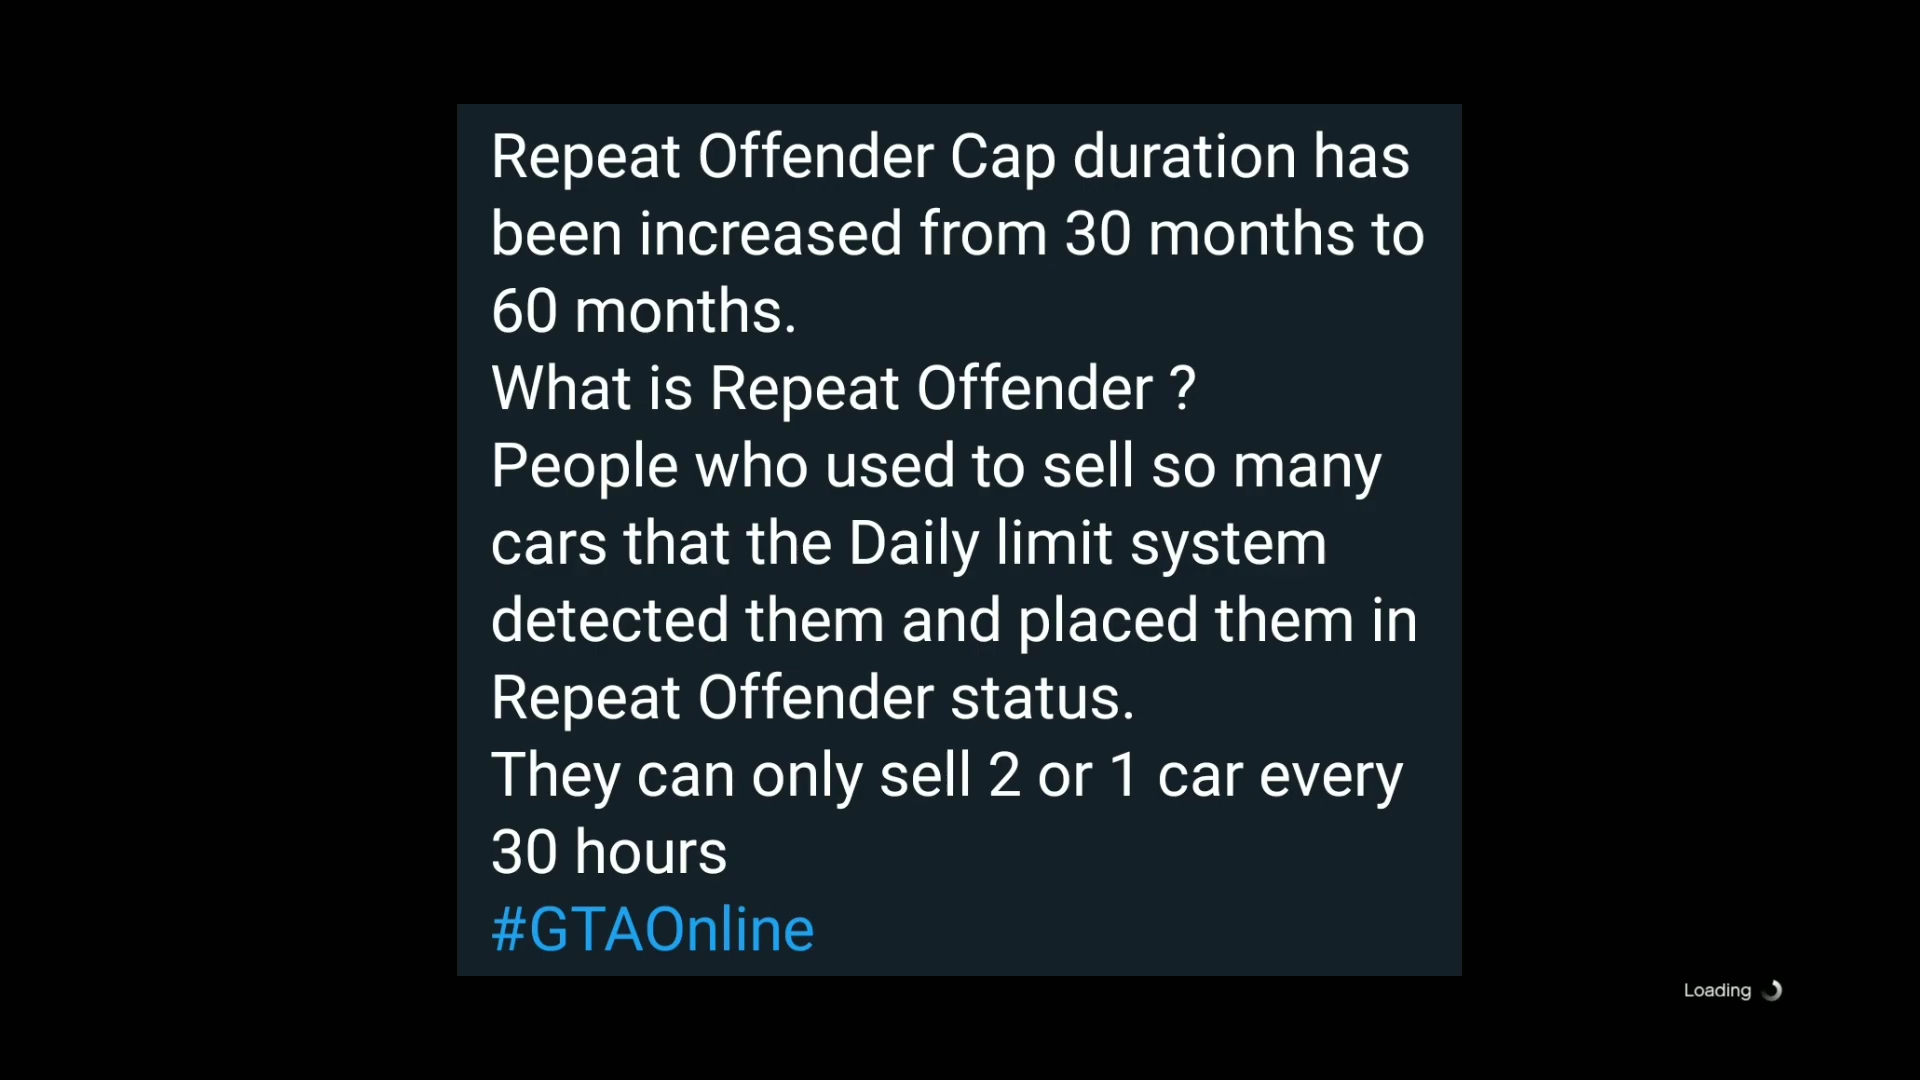 Repeat Offender Cap duration has
been increased from 30 months to
60 months.
What is Repeat Offender ?
People who used to sell so many
cars that the Daily limit system
detected them and placed them in
Repeat Offender status.
They can only sell 2 or 1 car every
30 hours
#GTAOnline
Loading